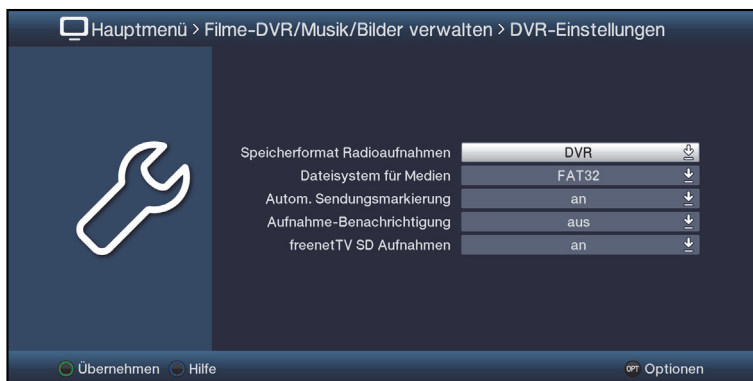 Hauptmenü > Filme-DVR/Musik/Bilder verwalten > DVR-Einstellungen
Speicherformat Radioaufnahmen DVR
Dateisystem für Medien FAT32
Autom. Sendungsmarkierung an
Aufnahme-Benachrichtigung aus
freenetTV SD Aufnahmen an
Übernehmen Hilfe OPT Optionen